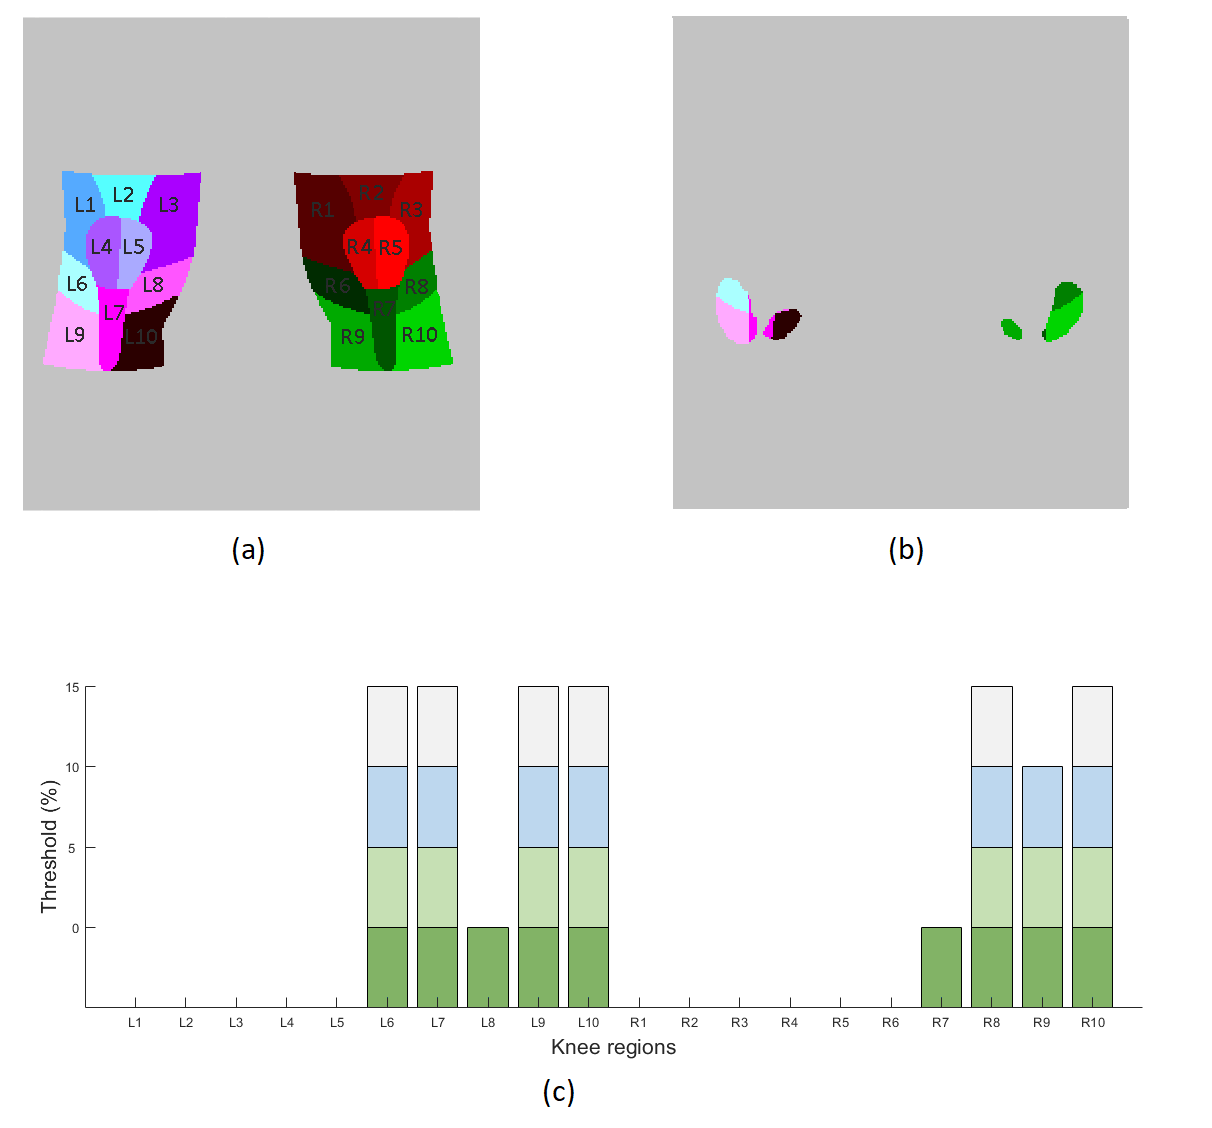 L1 L2 L3
L4 L5
L6 L8
L7
L9 L10
R1 R2 R3
R4 R5
R6 R8
R7
R9 R10
(a)
(b)
15
10
5
0
Threshold (%)
L1 L2 L3 L4 L5 L6 L7 L8 L9 L10 R1 R2 R3 R4 R5 R6 R7 R8 R9 R10
Knee regions
(c)